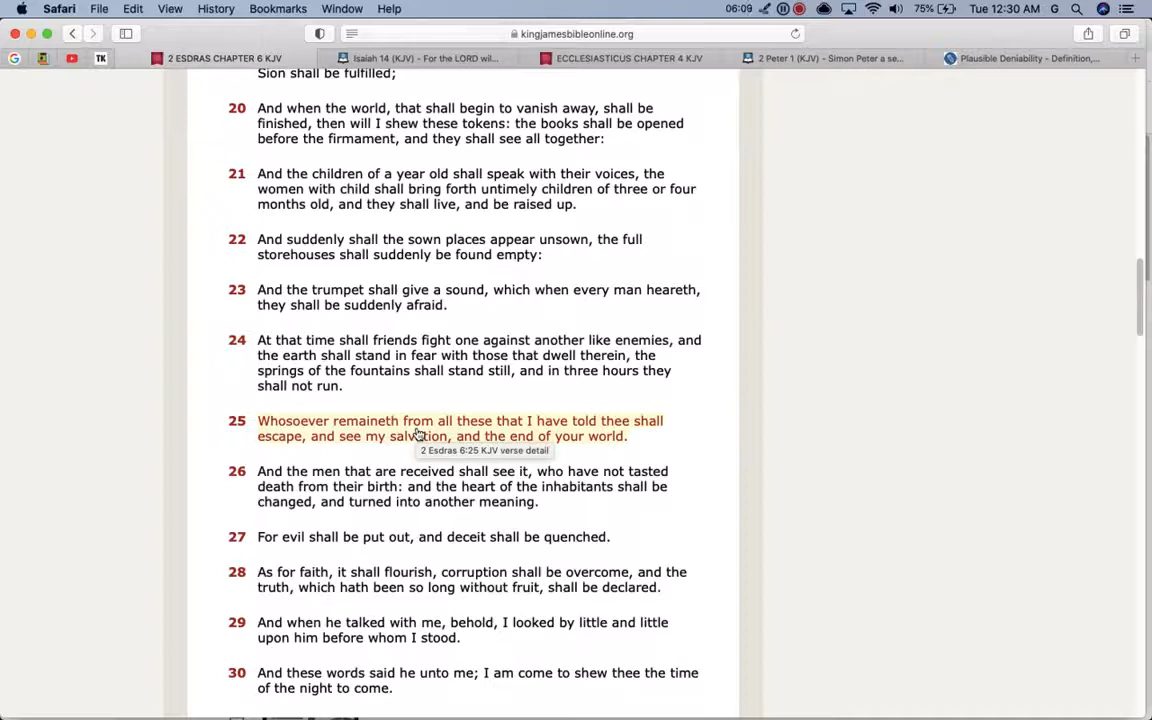 Safari File Edit View History Bookmarks Window Help 06:09 75% Tue 12:30 AM G
kingjamesbibleonline.org
G TK 2 ESDRAS CHAPTER 6 KJV Isaiah 14 (KJV) - For the LORD wil... ECCLESIASTICUS CHAPTER 4 KJV 2 Peter 1 (KJV) - Simon Peter a se... Plausible Deniability - Definition,...
Sion shall be fulfilled;
20 And when the world, that shall begin to vanish away, shall be
finished, then will I shew these tokens: the books shall be opened
before the firmament, and they shall see all together:
21 And the children of a year old shall speak with their voices, the
women with child shall bring forth untimely children of three or four
months old, and they shall live, and be raised up.
22 And suddenly shall the sown places appear unsown, the full
storehouses shall suddenly be found empty:
23 And the trumpet shall give a sound, which when every man heareth,
they shall be suddenly afraid.
24 At that time shall friends fight one against another like enemies, and
the earth shall stand in fear with those that dwell therein, the
springs of the fountains shall stand still, and in three hours they
shall not run.
25 Whosoever remaineth from all these that I have told thee shall
escape, and see my salvation, and the end of your world.
2 Esdras 6:25 KJV verse detail
26 And the men that are received shall see it, who have not tasted
death from their birth: and the heart of the inhabitants shall be
changed, and turned into another meaning.
27 For evil shall be put out, and deceit shall be quenched.
28 As for faith, it shall flourish, corruption shall be overcome, and the
truth, which hath been so long without fruit, shall be declared.
29 And when he talked with me, behold, I looked by little and little
upon him before whom I stood.
30 And these words said he unto me; I am come to shew thee the time
of the night to come.